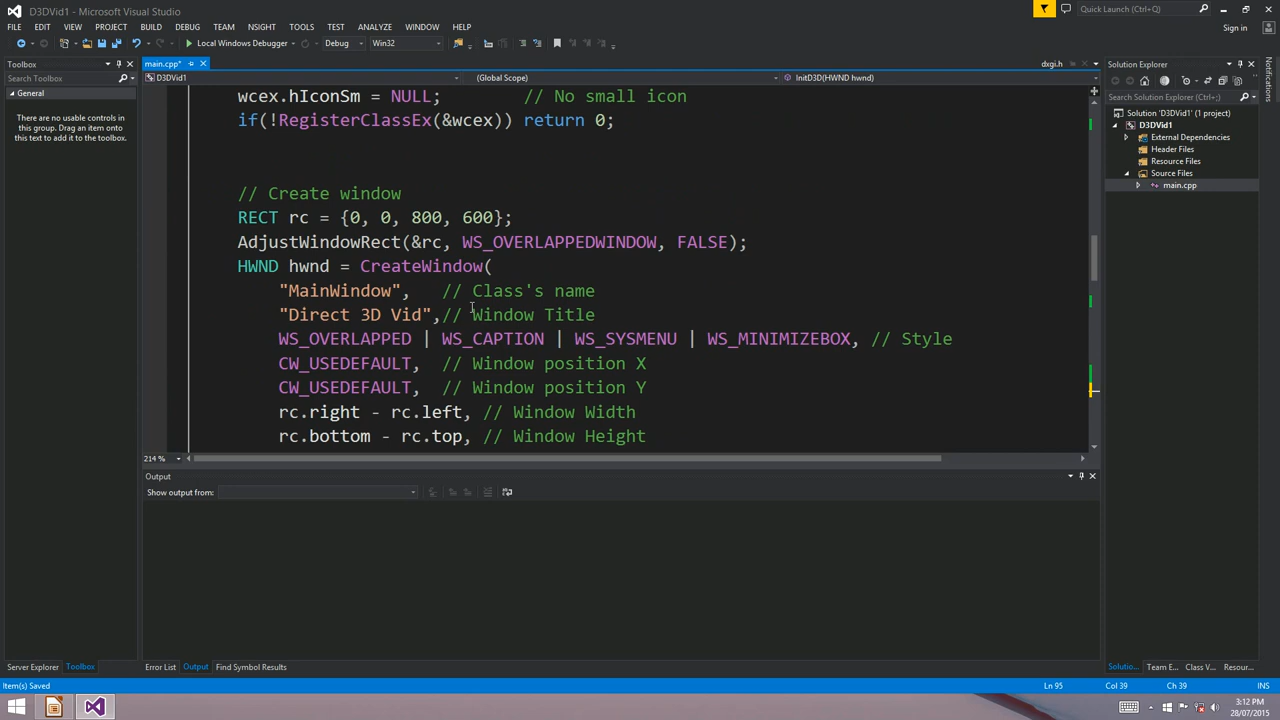 D3DVid1 - Microsoft Visual Studio
Quick Launch (Ctrl+Q)
FILE EDIT VIEW PROJECT BUILD DEBUG TEAM NSIGHT TOOLS TEST ANALYZE WINDOW HELP
Sign in
Local Windows Debugger Debug Win32
Toolbox
Search Toolbox
General
There are no usable controls in
this group. Drag an item onto
this text to add it to the toolbox.
main.cpp*
dxgi.h
D3DVid1
(Global Scope)
InitD3D(HWND hwnd)
wcex.hIconSm = NULL; // No small icon
if(!RegisterClassEx(&wcex)) return 0;
// Create window
RECT rc = {0, 0, 800, 600};
AdjustWindowRect(&rc, WS_OVERLAPPEDWINDOW, FALSE);
HWND hwnd = CreateWindow(
"MainWindow", // Class's name
"Direct 3D Vid",// Window Title
WS_OVERLAPPED | WS_CAPTION | WS_SYSMENU | WS_MINIMIZEBOX, // Style
CW_USEDEFAULT, // Window position X
CW_USEDEFAULT, // Window position Y
rc.right - rc.left, // Window Width
rc.bottom - rc.top, // Window Height
214 %
Output
Show output from:
Solution Explorer
Search Solution Explorer (Ctrl+;)
Solution 'D3DVid1' (1 project)
D3DVid1
External Dependencies
Header Files
Resource Files
Source Files
main.cpp
Notifications
Server Explorer Toolbox
Error List Output Find Symbol Results
Solutio... Team E... Class V... Resour...
Item(s) Saved
Ln 95 Col 39 Ch 39 INS
3:12 PM
28/07/2015